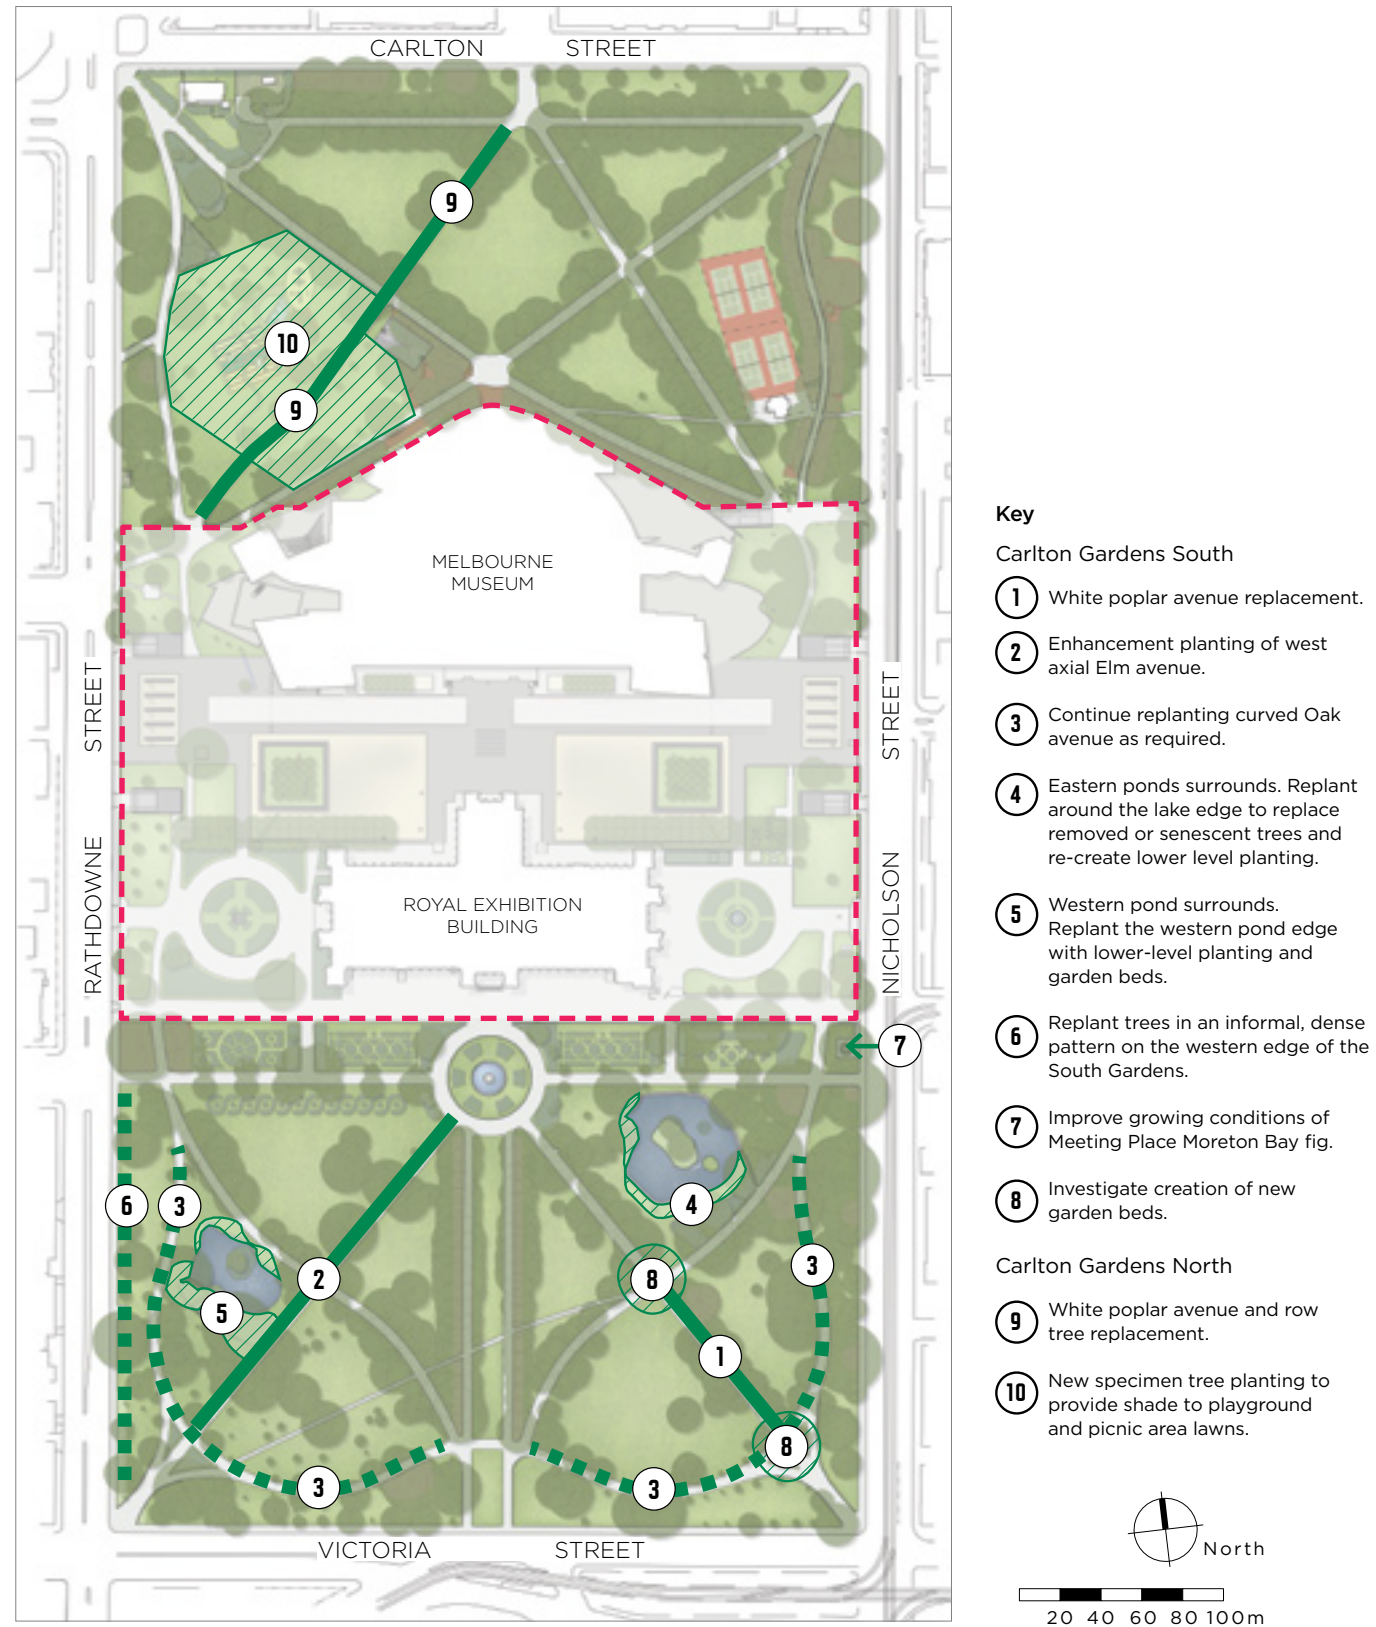 CARLTON STREET
9
10
9
MELBOURNE
MUSEUM
RATHDOWNE STREET
NICHOLSON STREET
ROYAL EXHIBITION
BUILDING
7
6
3
4
3
2
8
5
1
8
3
3
VICTORIA STREET
Key
Carlton Gardens South
1 White poplar avenue replacement.
2 Enhancement planting of west
axial Elm avenue.
3 Continue replanting curved Oak
avenue as required.
4 Eastern ponds surrounds. Replant
around the lake edge to replace
removed or senescent trees and
re-create lower level planting.
5 Western pond surrounds.
Replant the western pond edge
with lower-level planting and
garden beds.
6 Replant trees in an informal, dense
pattern on the western edge of the
South Gardens.
7 Improve growing conditions of
Meeting Place Moreton Bay fig.
8 Investigate creation of new
garden beds.
Carlton Gardens North
9 White poplar avenue and row
tree replacement.
10 New specimen tree planting to
provide shade to playground
and picnic area lawns.
North
20 40 60 80 100m